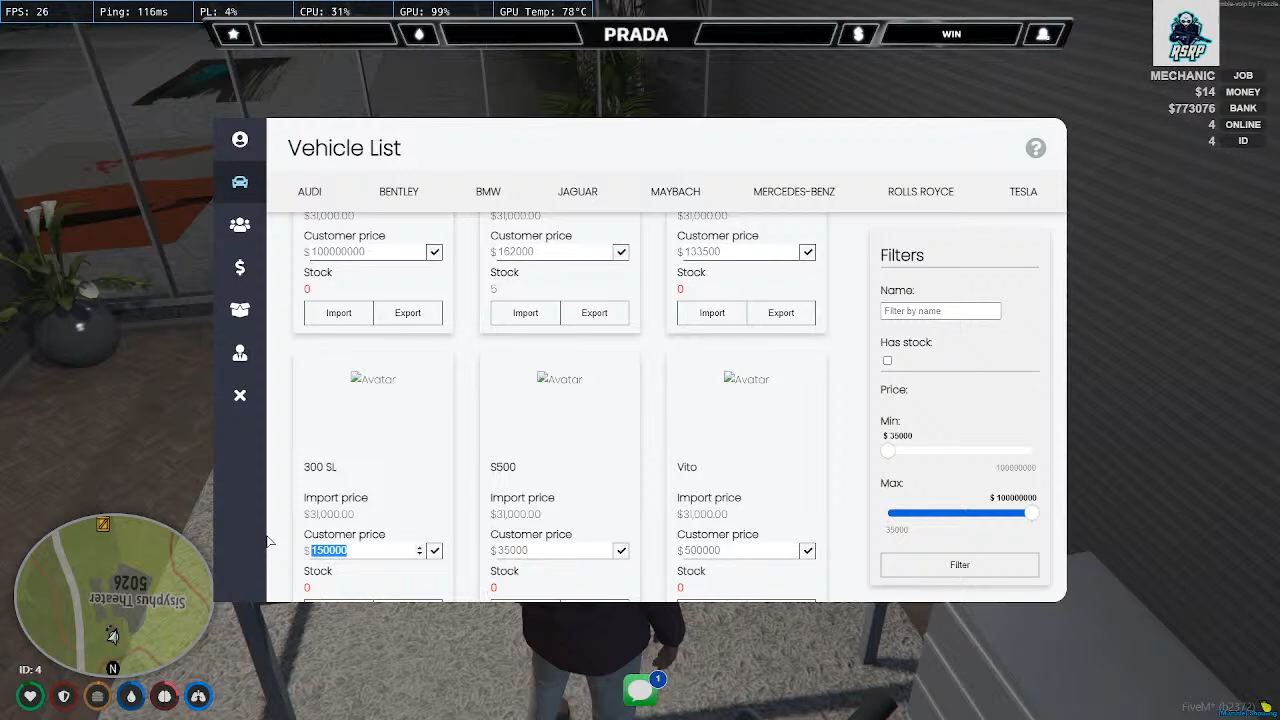 FPS: 26 Ping: 116ms PL: 4% CPU: 31% GPU: 99% GPU Temp: 78°C
PRADA
WIN
RSRP
MECHANIC JOB
$14 MONEY
$773076 BANK
4 ONLINE
4 ID
Vehicle List
?
AUDI BENTLEY BMW JAGUAR MAYBACH MERCEDES-BENZ ROLLS ROYCE TESLA
$31,000.00 $31,000.00 $31,000.00
Customer price Customer price Customer price
$100000000 $162000 $133500
Stock Stock Stock
0 5 0
Import Export Import Export Import Export
Avatar Avatar Avatar
300 SL S500 Vito
Import price Import price Import price
$31,000.00 $31,000.00 $31,000.00
Customer price Customer price Customer price
$150000 $35000 $500000
Stock Stock Stock
0 0 0
Filters
Name:
Filter by name
Has stock:
Price:
Min:
$ 35000
100000000
Max:
$ 100000000
35000
Filter
5026
Sisyphus Theater
N
ID: 4
1
FiveM* (b2372)